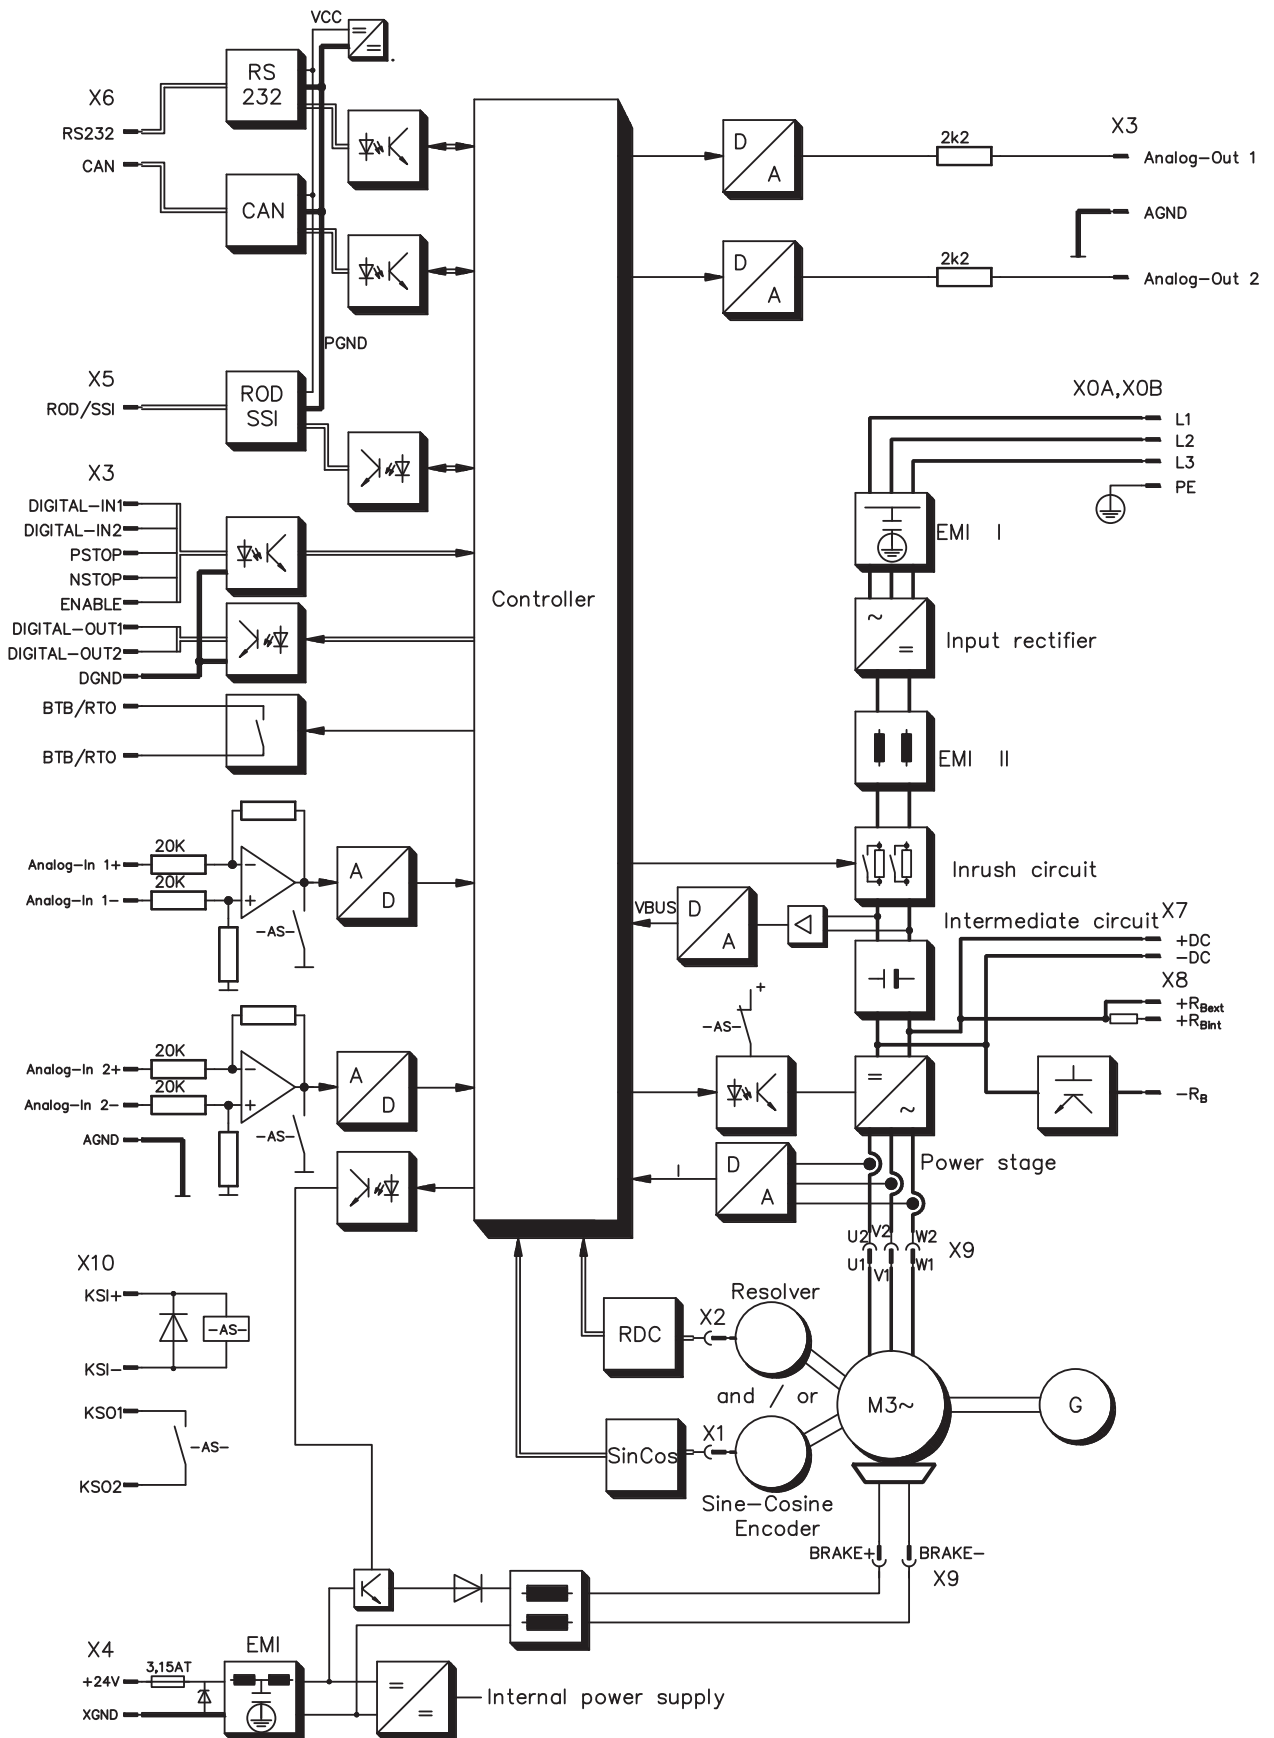 VCC
RS
232
X6
RS232
CAN
CAN
PGND
X5
ROD/SSI
ROD
SSI
X3
DIGITAL-IN1
DIGITAL-IN2
PSTOP
NSTOP
ENABLE
DIGITAL-OUT1
DIGITAL-OUT2
DGND
BTB/RTO
BTB/RTO
20K
Analog-In 1+
20K
Analog-In 1-
-AS-
A
D
20K
Analog-In 2+
20K
Analog-In 2-
AGND
-AS-
A
D
Controller
D
A
2k2
X3
Analog-Out 1
AGND
D
A
2k2
Analog-Out 2
X0A,X0B
L1
L2
L3
PE
EMI I
~
=
Input rectifier
EMI II
Inrush circuit
VBUS
D
A
Intermediate circuit
X7
+DC
-DC
X8
+RBext
+RBint
-RB
+
-AS-
=
~
Power stage
I
D
A
U2 V2 W2
X9
U1 V1 W1
X10
KSI+
-AS-
KSI-
KSO1
-AS-
KSO2
Resolver
RDC
X2
and / or
M3~
G
SinCos
X1
Sine-Cosine
Encoder
BRAKE+
BRAKE-
X9
X4
EMI
3,15AT
+24V
XGND
=
=
Internal power supply